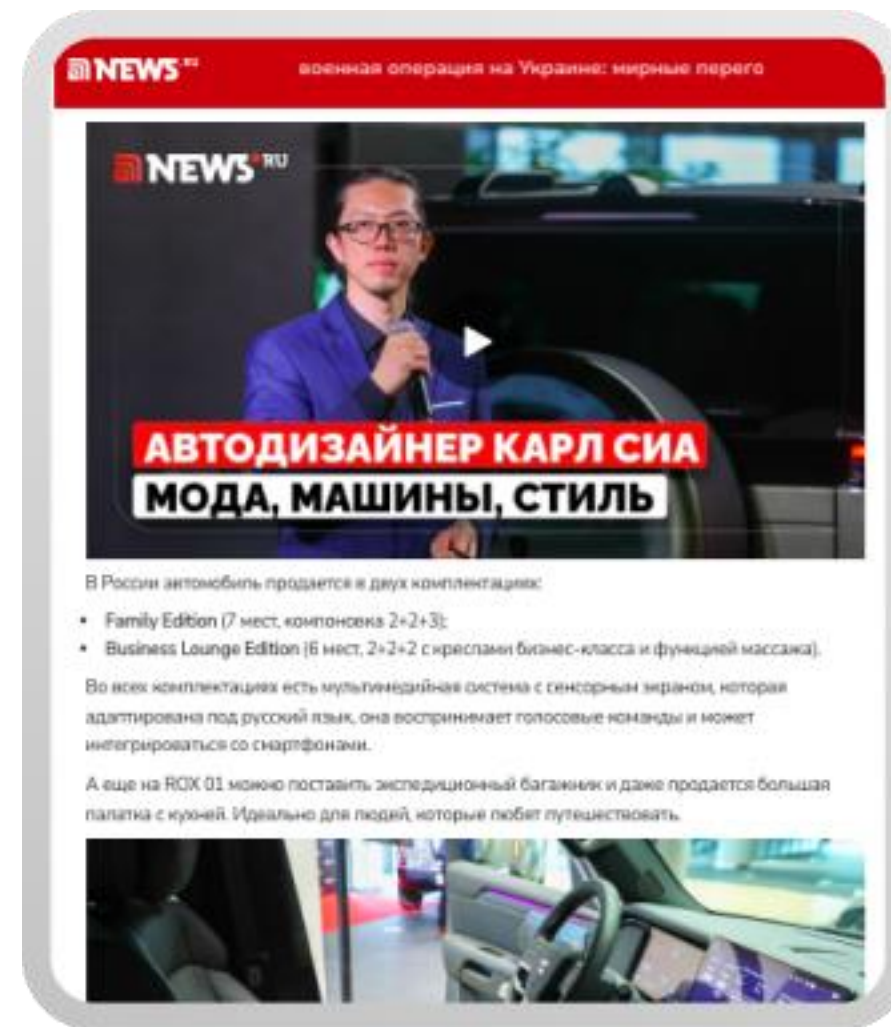 NEWS.RU
военная операция на Украине: мирные перего
NEWS.RU
АВТОДИЗАЙНЕР КАРЛ СИА
МОДА, МАШИНЫ, СТИЛЬ
В России автомобиль продается в двух комплектациях:
• Family Edition (7 мест, компоновка 2+2+3);
• Business Lounge Edition (6 мест, 2+2+2 с креслами бизнес-класса и функцией массажа).
Во всех комплектациях есть мультимедийная система с сенсорным экраном, которая
адаптирована под русский язык, она воспринимает голосовые команды и может
интегрироваться со смартфонами.
А еще на ROX 01 можно поставить экспедиционный багажник и даже продается большая
палатка с кухней. Идеально для людей, которые любят путешествовать.